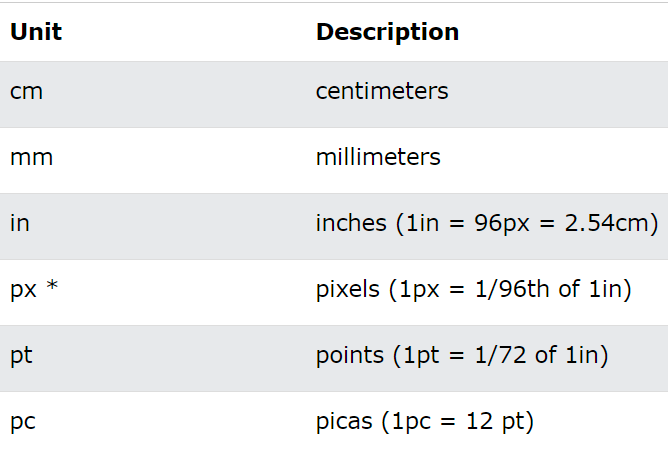 Unit Description
cm centimeters
mm millimeters
in inches (1in = 96px = 2.54cm)
px * pixels (1px = 1/96th of 1in)
pt points (1pt = 1/72 of 1in)
pc picas (1pc = 12 pt)